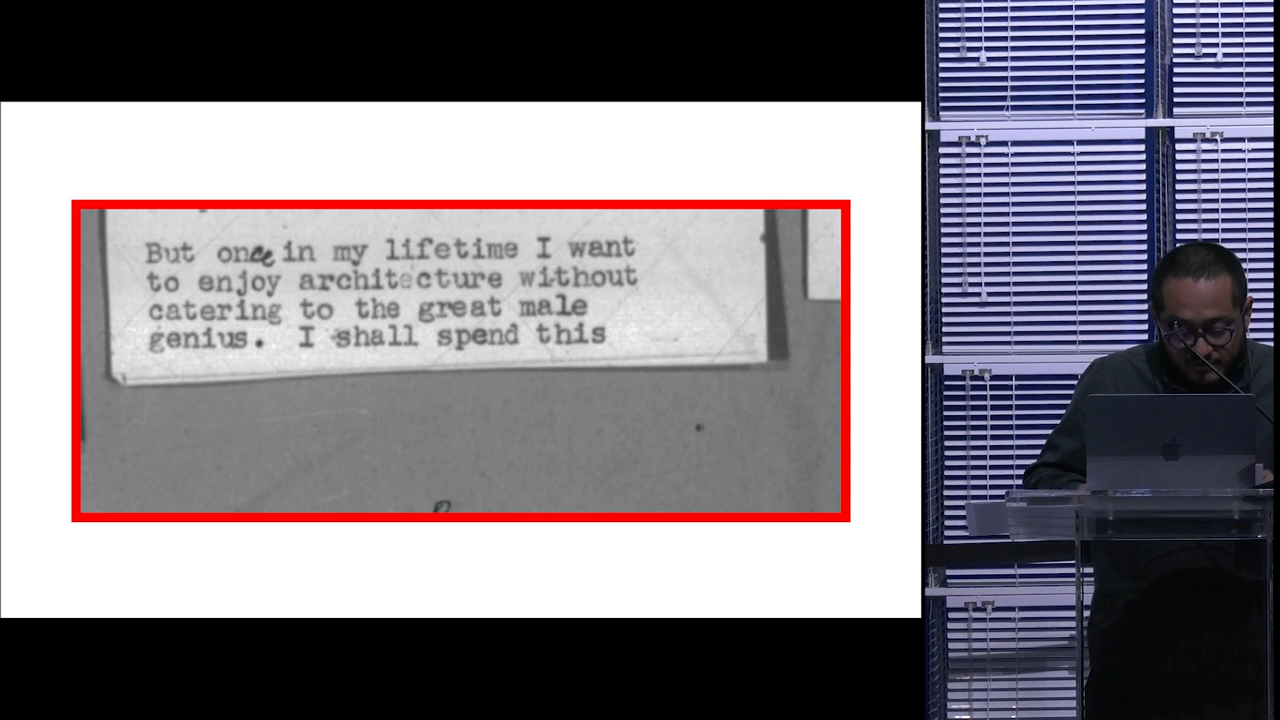 But once in my lifetime I want
to enjoy architecture without
catering to the great male
genius. I shall spend this